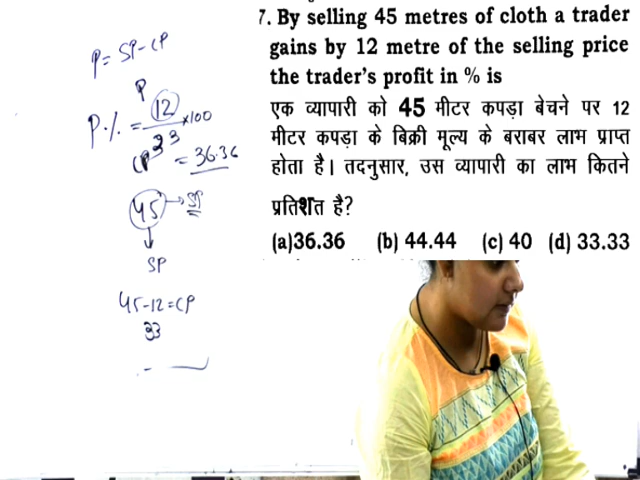 P = SP - CP
P
P.% = 12/33 × 100
CP = 36.36
45 → SP
↓
SP
45-12 = CP
33
7. By selling 45 metres of cloth a trader
gains by 12 metre of the selling price
the trader's profit in % is
एक व्यापारी को 45 मीटर कपड़ा बेचने पर 12
मीटर कपड़ा के बिक्री मूल्य के बराबर लाभ प्राप्त
होता है। तदनुसार, उस व्यापारी का लाभ कितने
प्रतिशत है?
(a)36.36 (b) 44.44 (c) 40 (d) 33.33